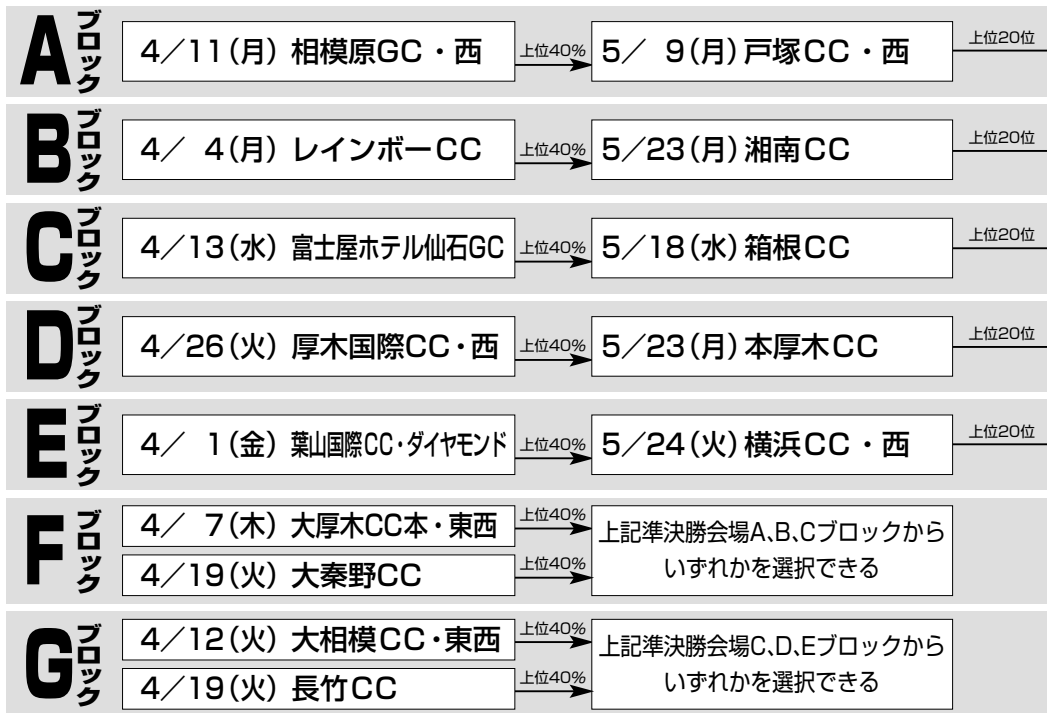 Aブロック
4／11(月) 相模原GC・西
上位40%
5／ 9(月)戸塚CC・西
上位20位
Bブロック
4／ 4(月) レインボーCC
上位40%
5／23(月)湘南CC
上位20位
Cブロック
4／13(水) 富士屋ホテル仙石GC
上位40%
5／18(水)箱根CC
上位20位
Dブロック
4／26(火) 厚木国際CC・西
上位40%
5／23(月)本厚木CC
上位20位
Eブロック
4／ 1(金) 葉山国際CC・ダイヤモンド
上位40%
5／24(火)横浜CC・西
上位20位
Fブロック
4／ 7(木) 大厚木CC本・東西
上位40%
4／19(火) 大秦野CC
上位40%
上記準決勝会場A、B、Cブロックから
いずれかを選択できる
Gブロック
4／12(火) 大相模CC・東西
上位40%
4／19(火) 長竹CC
上位40%
上記準決勝会場C、D、Eブロックから
いずれかを選択できる